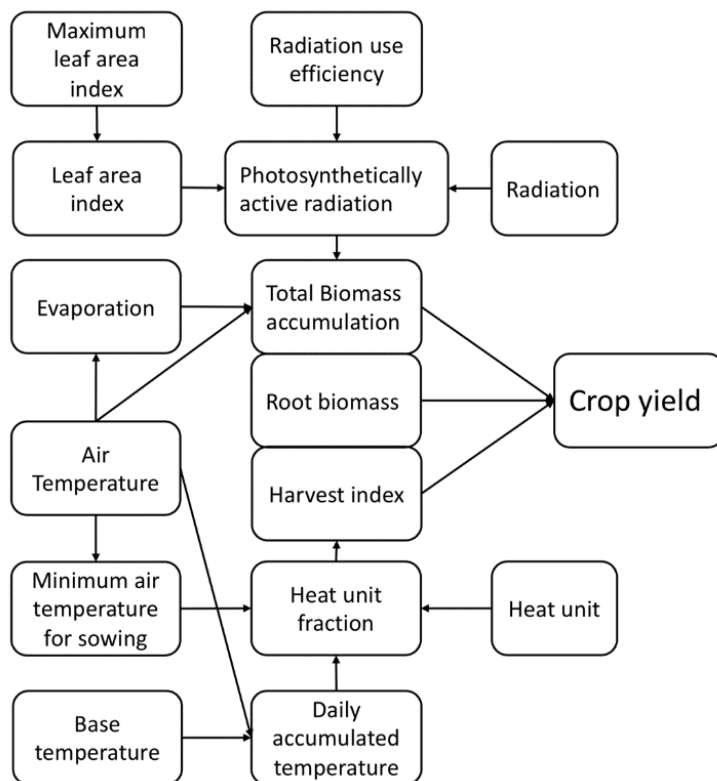 Maximum
leaf area
index
Radiation use
efficiency
Leaf area
index
Photosynthetically
active radiation
Radiation
Evaporation
Total Biomass
accumulation
Root biomass
Crop yield
Air
Temperature
Harvest index
Minimum air
temperature
for sowing
Heat unit
fraction
Heat unit
Base
temperature
Daily
accumulated
temperature